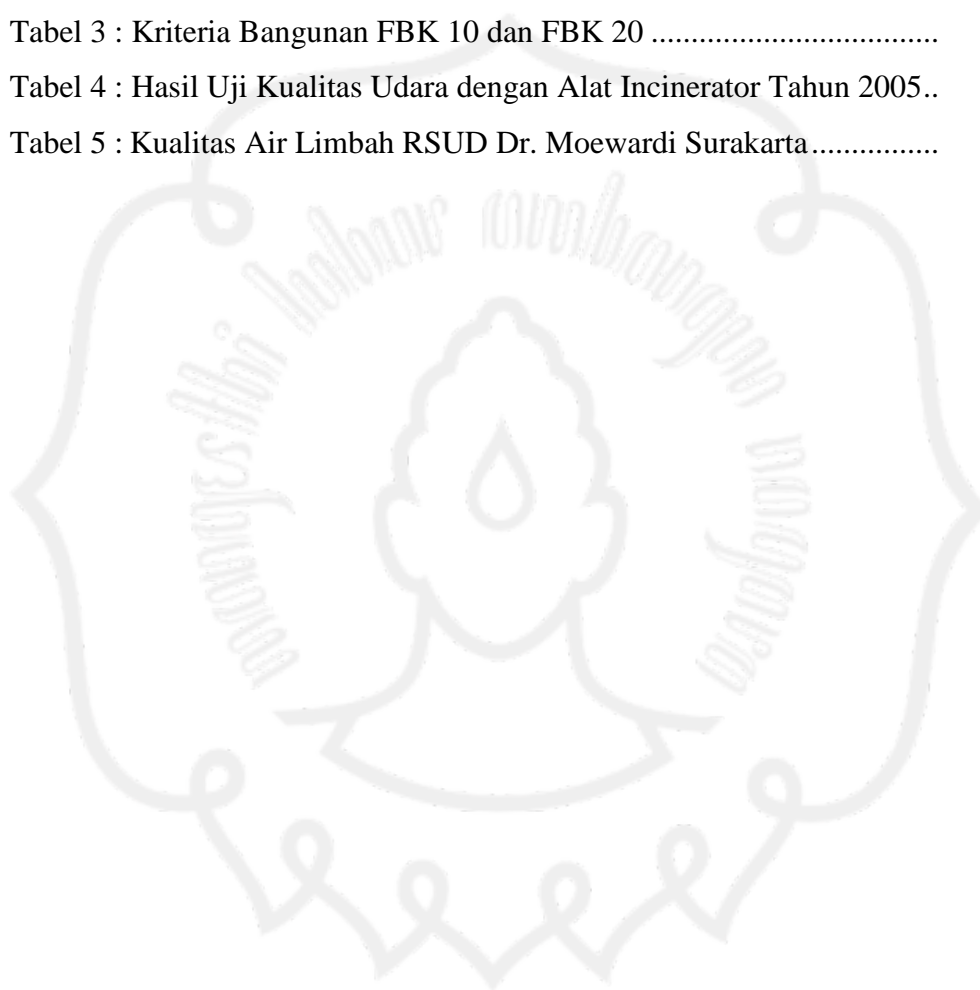 Tabel 3 : Kriteria Bangunan FBK 10 dan FBK 20 ....................................
Tabel 4 : Hasil Uji Kualitas Udara dengan Alat Incinerator Tahun 2005..
Tabel 5 : Kualitas Air Limbah RSUD Dr. Moewardi Surakarta................